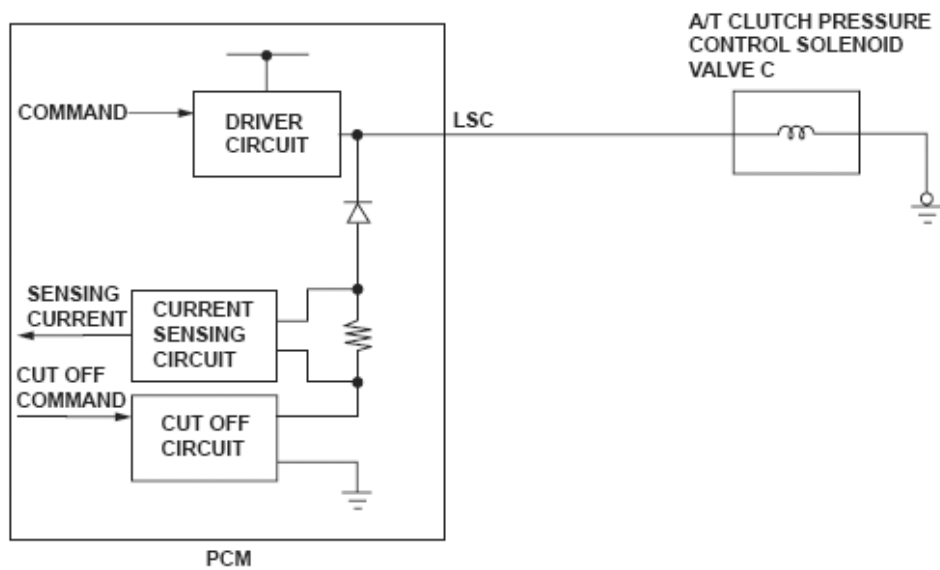 A/T CLUTCH PRESSURE
CONTROL SOLENOID
VALVE C
COMMAND
DRIVER
CIRCUIT
LSC
SENSING
CURRENT
CURRENT
SENSING
CIRCUIT
CUT OFF
COMMAND
CUT OFF
CIRCUIT
PCM